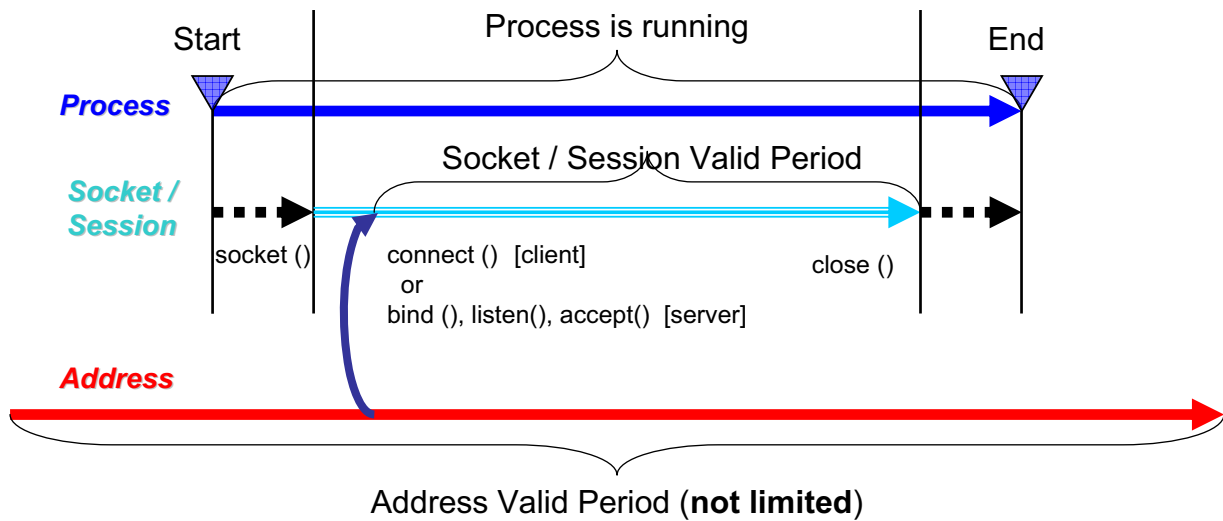 Process is running
Start
End
Process
Socket / Session Valid Period
Socket /
Session
socket ()
connect () [client]
or
bind (), listen(), accept() [server]
close ()
Address
Address Valid Period (not limited)